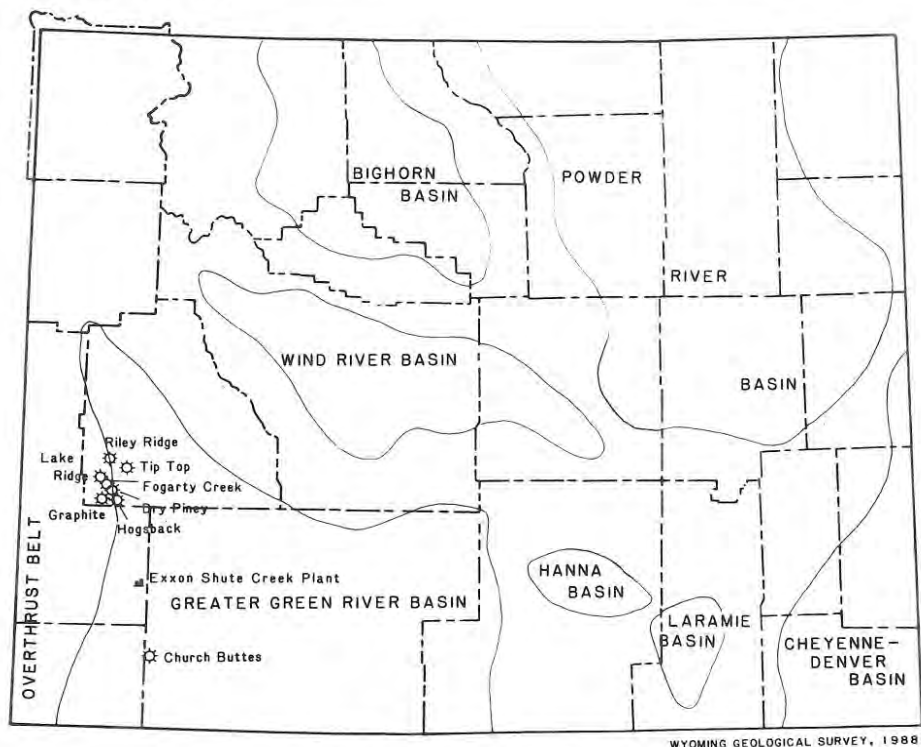 BIGHORN
BASIN
POWDER
RIVER
BASIN
WIND RIVER BASIN
Riley Ridge
Lake
Ridge
Tip Top
Fogarty Creek
Dry Piney
Graphite
Hogsback
OVERTHRUST BELT
Exxon Shute Creek Plant
GREATER GREEN RIVER BASIN
HANNA
BASIN
LARAMIE
BASIN
Church Buttes
CHEYENNE-
DENVER
BASIN
WYOMING GEOLOGICAL SURVEY, 1988